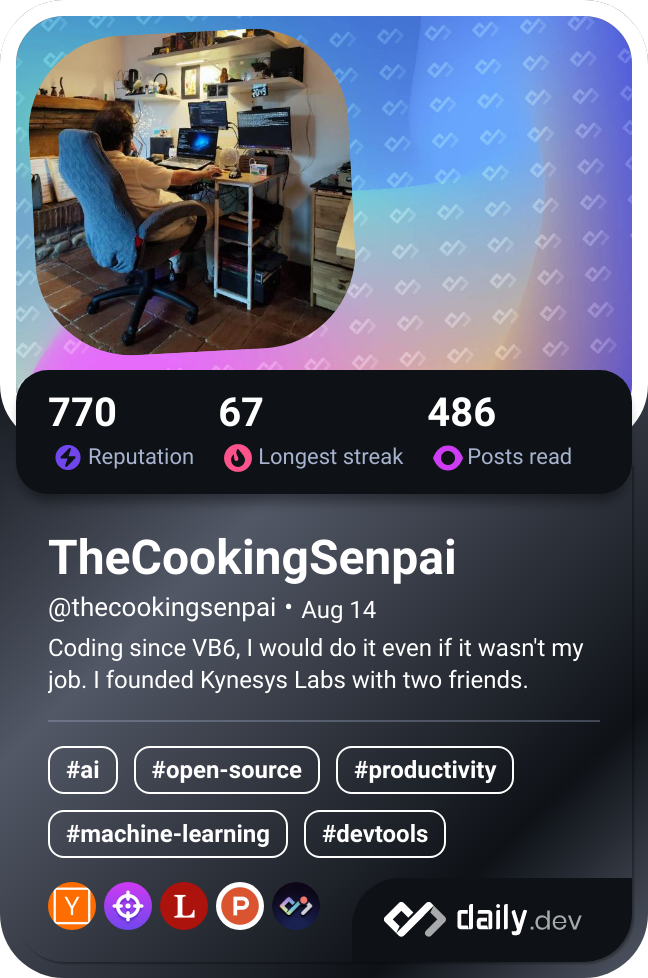 770 67 486
Reputation Longest streak Posts read
TheCookingSenpai
@thecookingsenpai • Aug 14
Coding since VB6, I would do it even if it wasn't my
job. I founded Kynesys Labs with two friends.
#ai #open-source #productivity
#machine-learning #devtools
Y L P
daily.dev